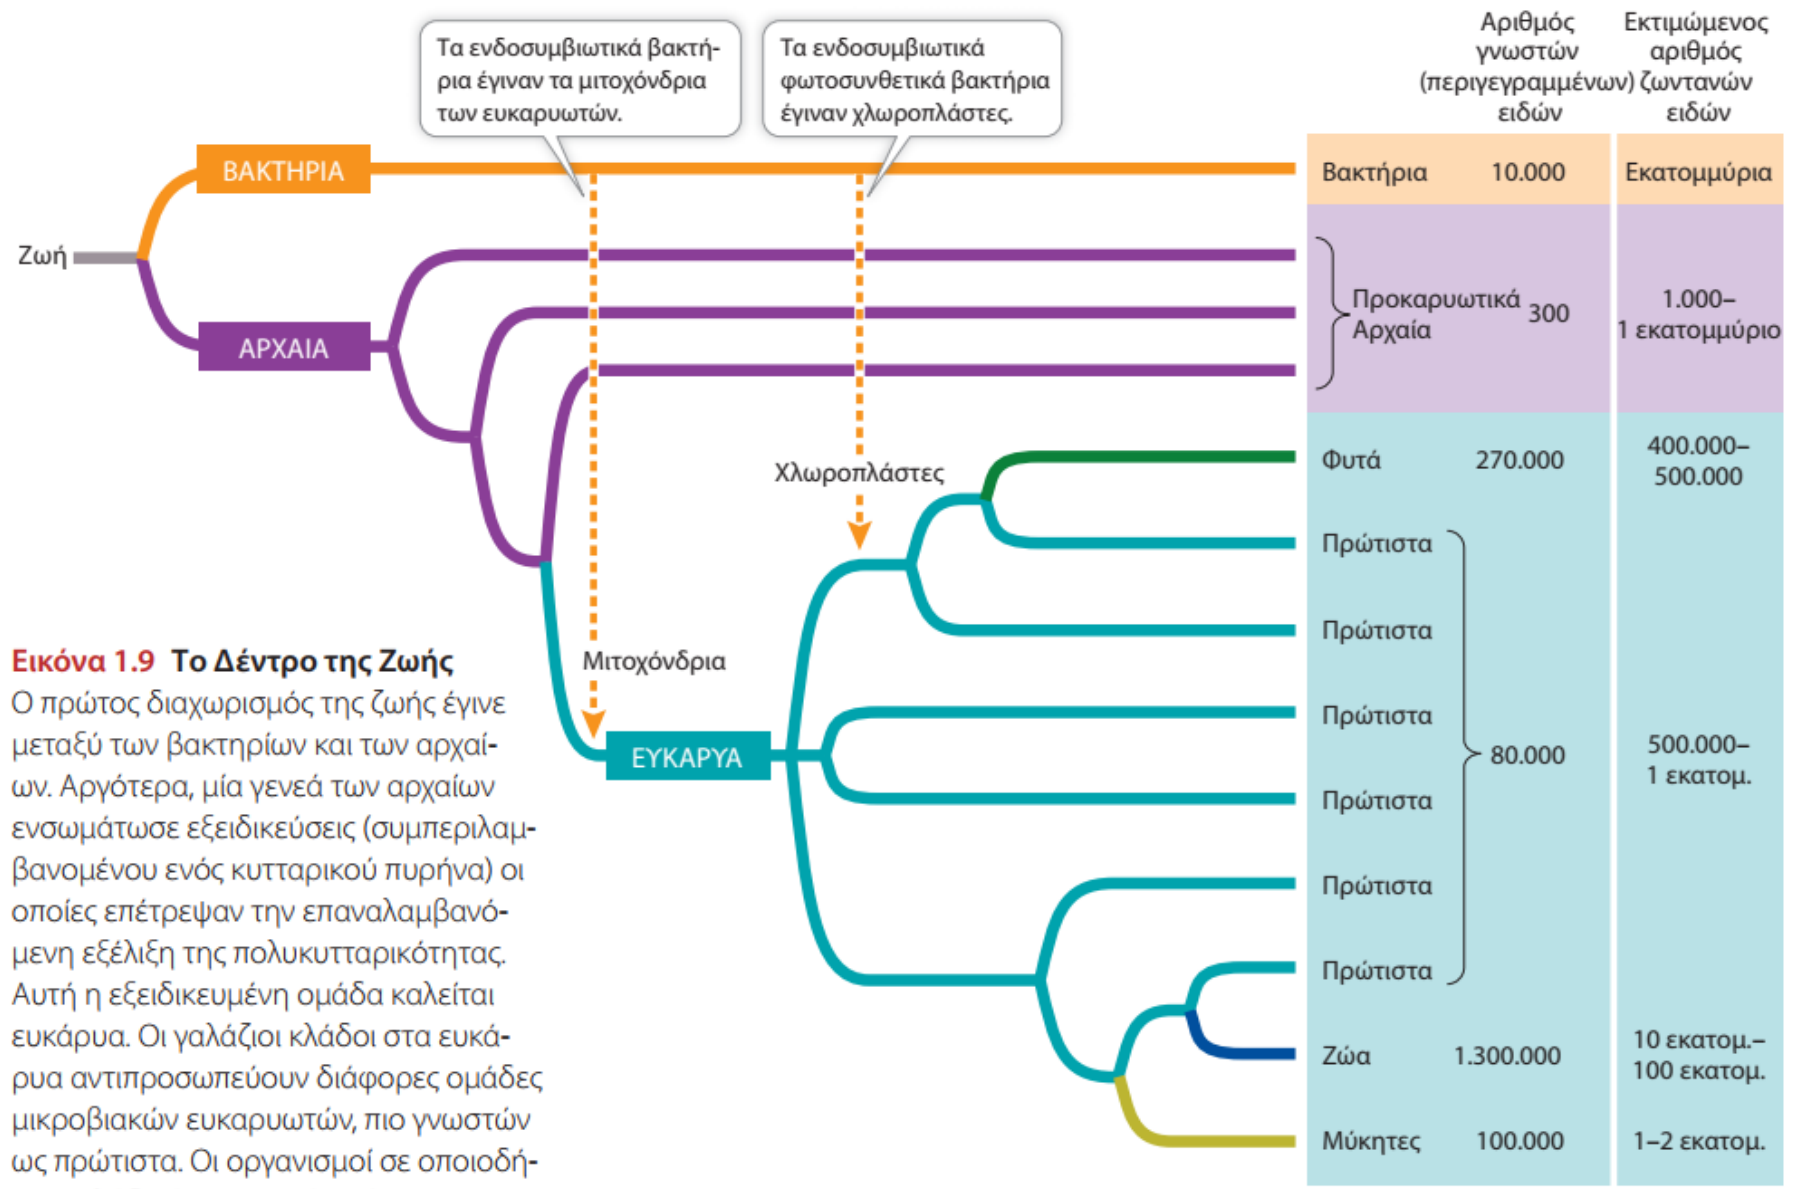 Αριθμός
γνωστών
(περιγεγραμμένων)
ειδών
Εκτιμώμενος
αριθμός
ζωντανών
ειδών
Τα ενδοσυμβιωτικά βακτή-
ρια έγιναν τα μιτοχόνδρια
των ευκαρυωτών.
Τα ενδοσυμβιωτικά
φωτοσυνθετικά βακτήρια
έγιναν χλωροπλάστες.
ΒΑΚΤΗΡΙΑ
Βακτήρια 10.000 Εκατομμύρια
Ζωή
ΑΡΧΑΙΑ
Προκαρυωτικά
Αρχαία
300
1.000–
1 εκατομμύριο
Χλωροπλάστες
Φυτά 270.000
400.000–
500.000
Πρώτιστα
Πρώτιστα
Μιτοχόνδρια
Πρώτιστα
ΕΥΚΑΡΥΑ
80.000
500.000–
1 εκατομ.
Πρώτιστα
Πρώτιστα
Πρώτιστα
Ζώα 1.300.000
10 εκατομ.–
100 εκατομ.
Μύκητες 100.000 1–2 εκατομ.
Εικόνα 1.9 Το Δέντρο της Ζωής
Ο πρώτος διαχωρισμός της ζωής έγινε
μεταξύ των βακτηρίων και των αρχαί-
ων. Αργότερα, μία γενεά των αρχαίων
ενσωμάτωσε εξειδικεύσεις (συμπεριλαμ-
βανομένου ενός κυτταρικού πυρήνα) οι
οποίες επέτρεψαν την επαναλαμβανό-
μενη εξέλιξη της πολυκυτταρικότητας.
Αυτή η εξειδικευμένη ομάδα καλείται
ευκάρυα. Οι γαλάζιοι κλάδοι στα ευκά-
ρυα αντιπροσωπεύουν διάφορες ομάδες
μικροβιακών ευκαρυωτών, πιο γνωστών
ως πρώτιστα. Οι οργανισμοί σε οποιοδή-